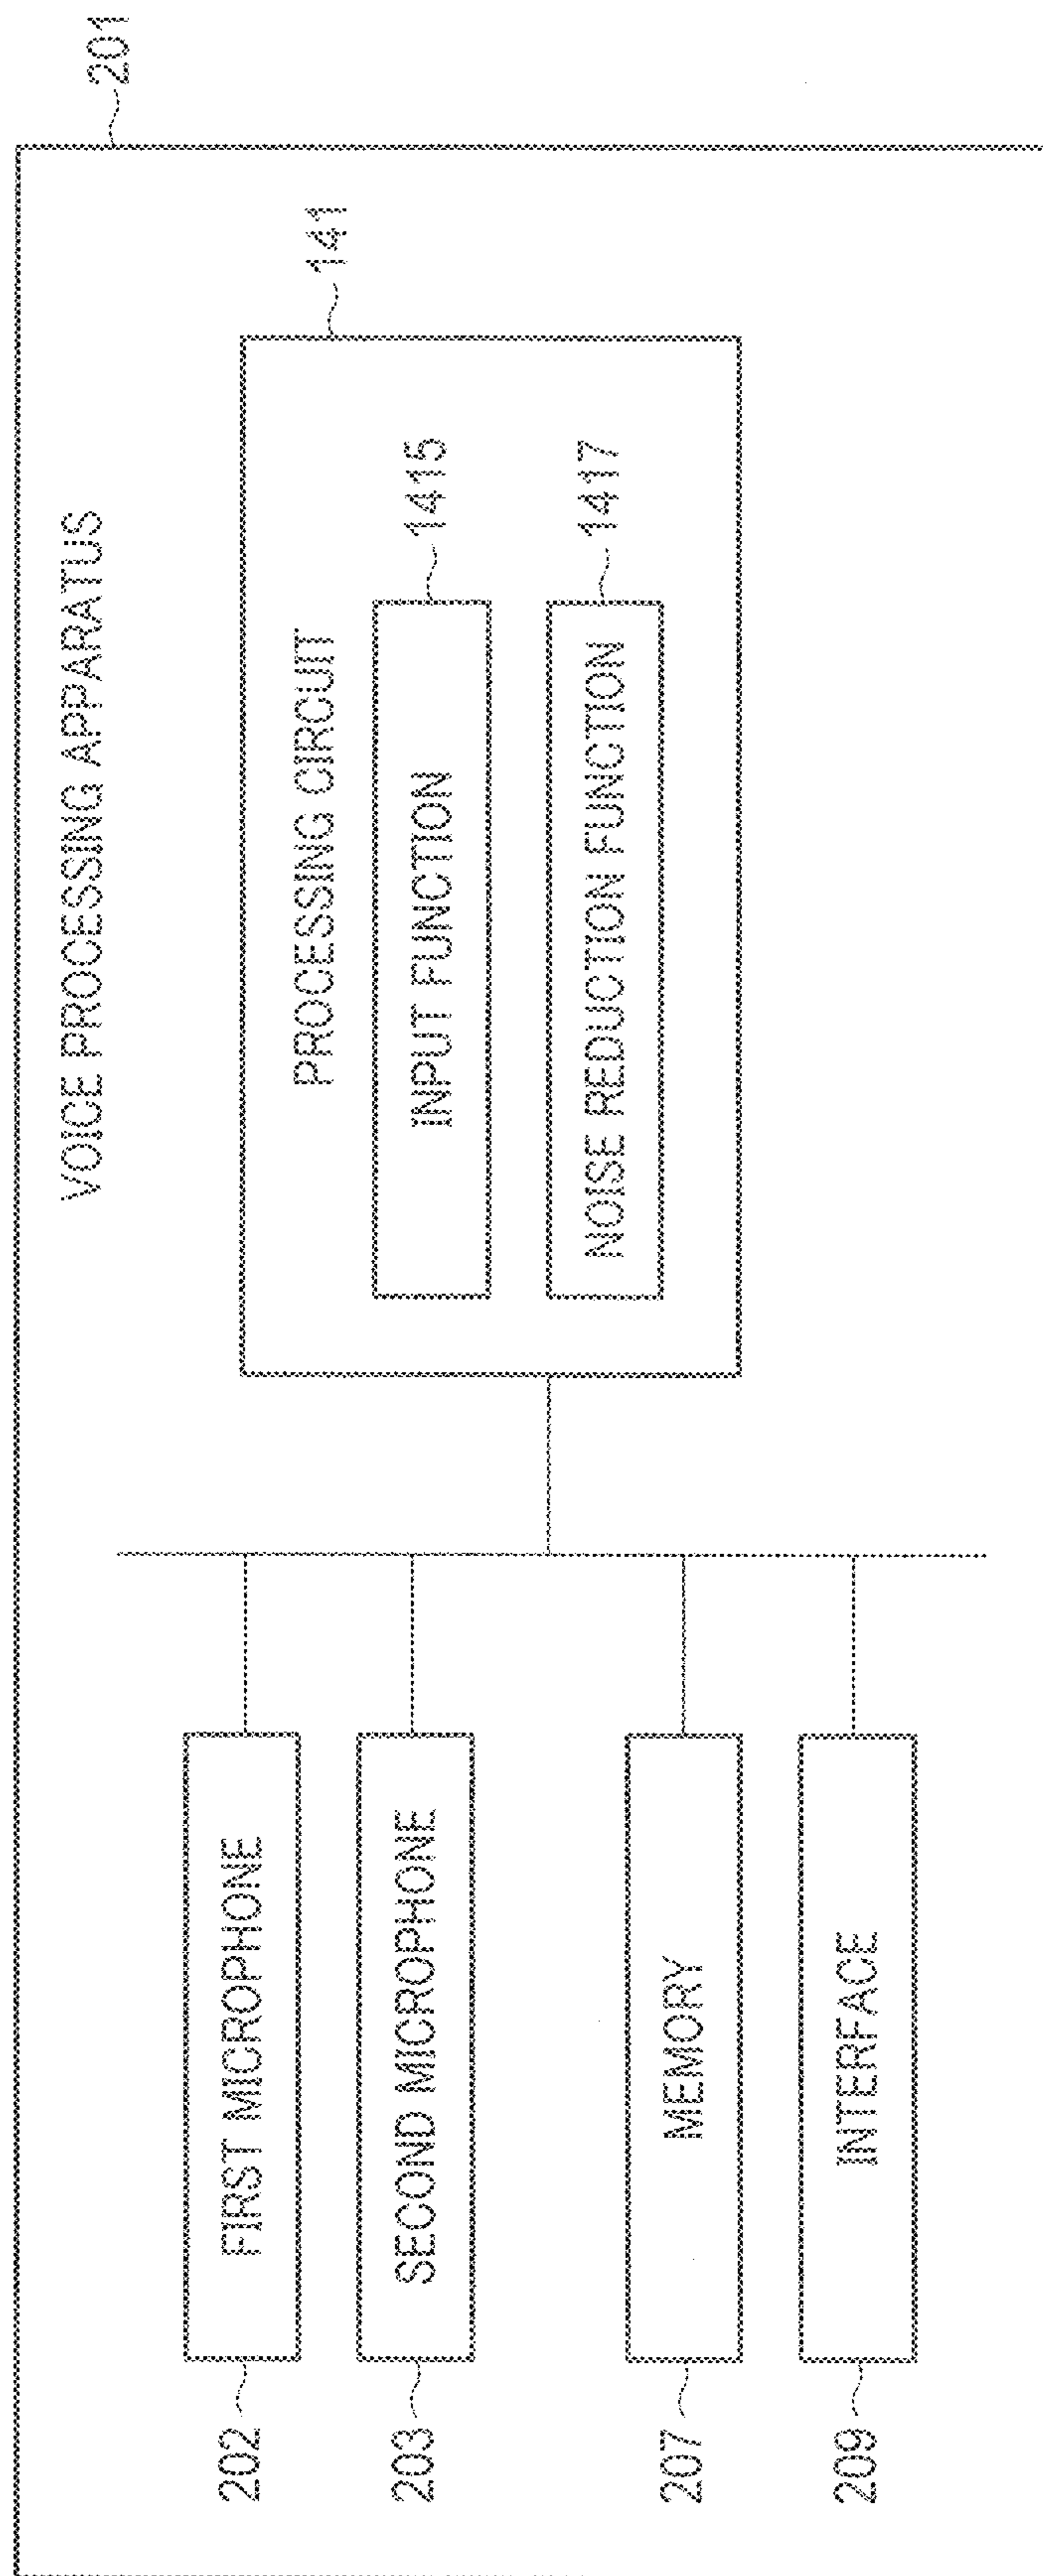 201
VOICE PROCESSING APPARATUS
202
FIRST MICROPHONE
203
SECOND MICROPHONE
207
MEMORY
209
INTERFACE
PROCESSING CIRCUIT
141
INPUT FUNCTION
1415
NOISE REDUCTION FUNCTION
1417